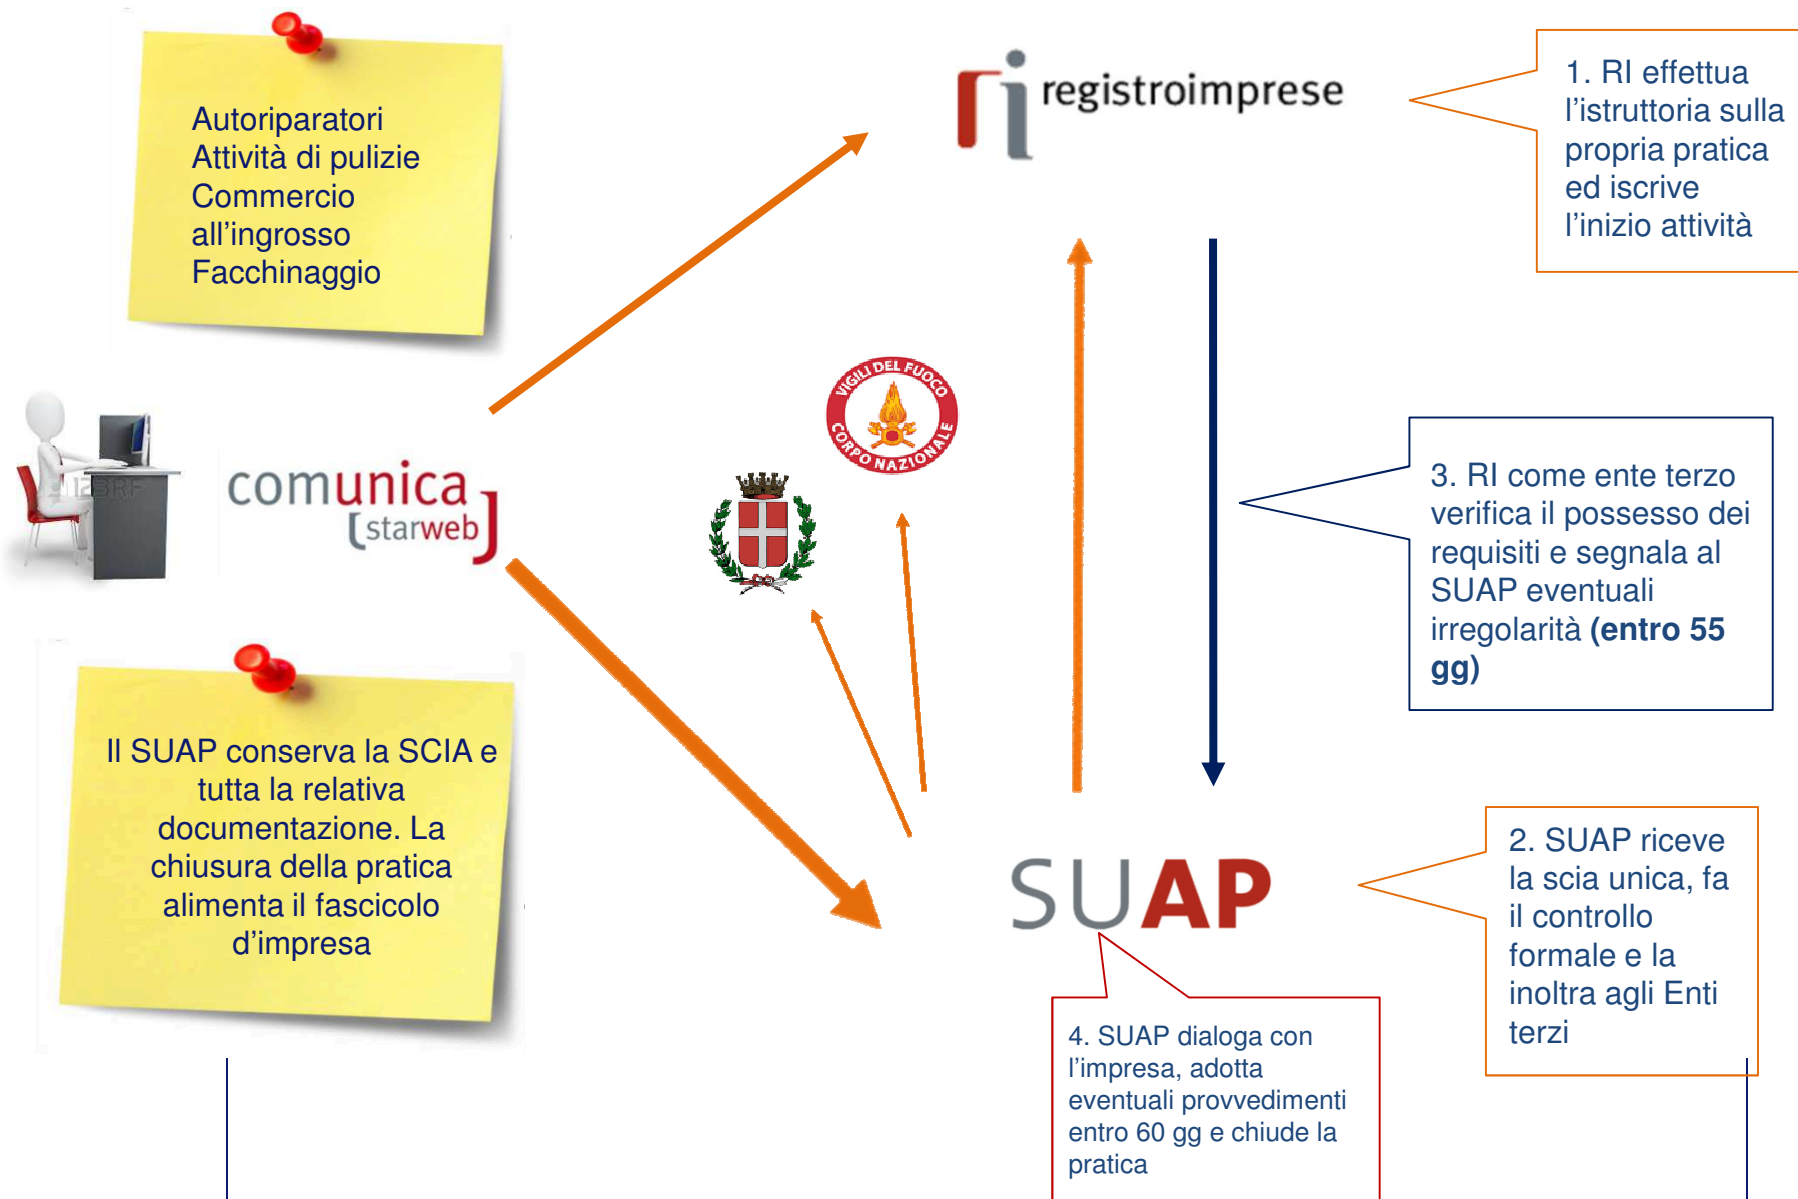 Autoriparatori
Attività di pulizie
Commercio
all'ingrosso
Facchinaggio
registroimprese
1. RI effettua
l'istruttoria sulla
propria pratica
ed iscrive
l'inizio attività
VIGILI DEL FUOCO
CORPO NAZIONALE
123RF
comunica
[starweb]
3. RI come ente terzo
verifica il possesso dei
requisiti e segnala al
SUAP eventuali
irregolarità (entro 55
gg)
Il SUAP conserva la SCIA e
tutta la relativa
documentazione. La
chiusura della pratica
alimenta il fascicolo
d'impresa
SUAP
2. SUAP riceve
la scia unica, fa
il controllo
formale e la
inoltra agli Enti
terzi
4. SUAP dialoga con
l'impresa, adotta
eventuali provvedimenti
entro 60 gg e chiude la
pratica